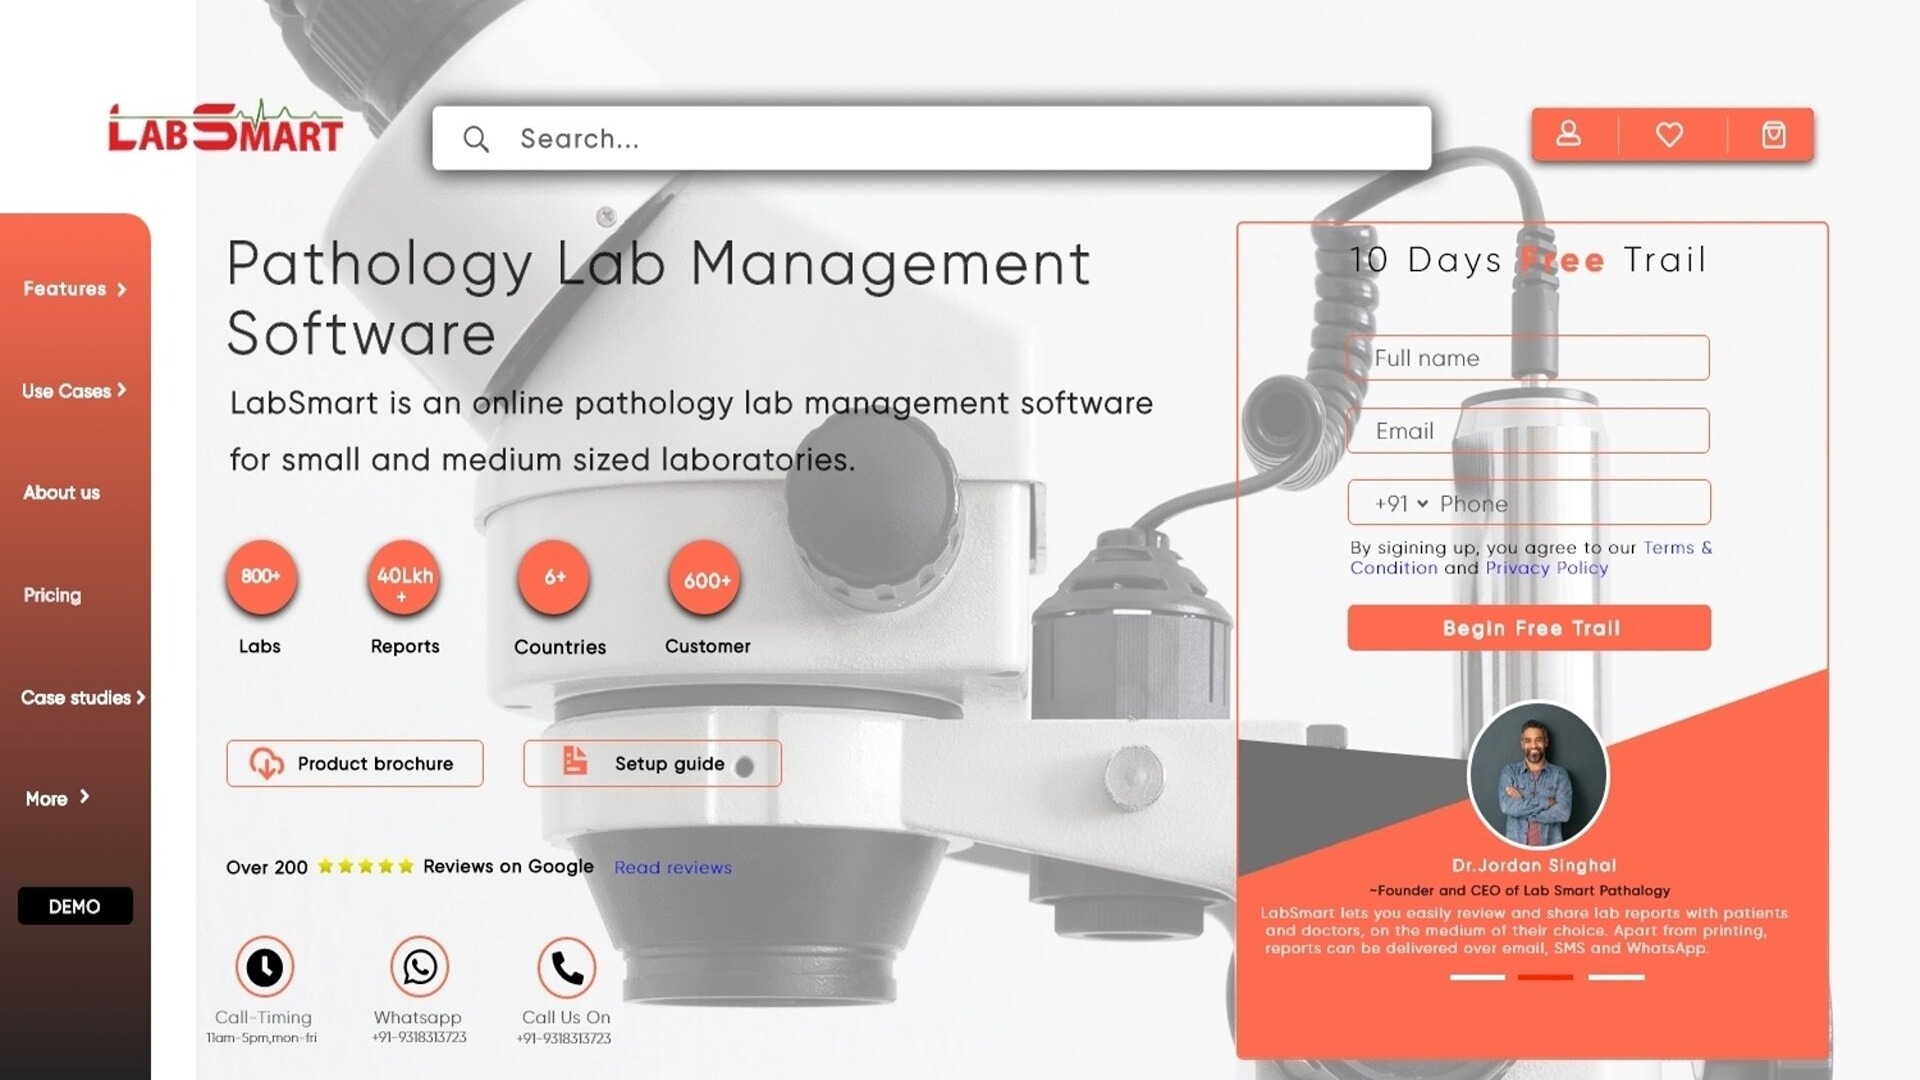 LABSMART
Search...
Features
Use Cases
About us
Pricing
Case studies
More
DEMO
Pathology Lab Management
Software
LabSmart is an online pathology lab management software
for small and medium sized laboratories.
800+
40Lkh
+
6+
600+
Labs
Reports
Countries
Customer
Product brochure
Setup guide
Over 200 Reviews on Google Read reviews
Call-Timing
11am-5pm,mon-fri
Whatsapp
+91-9318313723
Call Us On
+91-9318313723
10 Days Free Trail
Full name
Email
+91 Phone
By sigining up, you agree to our Terms &
Condition and Privacy Policy
Begin Free Trail
Dr.Jordan Singhal
~Founder and CEO of Lab Smart Pathalogy
LabSmart lets you easily review and share lab reports with patients
and doctors, on the medium of their choice. Apart from printing,
reports can be delivered over email, SMS and WhatsApp.